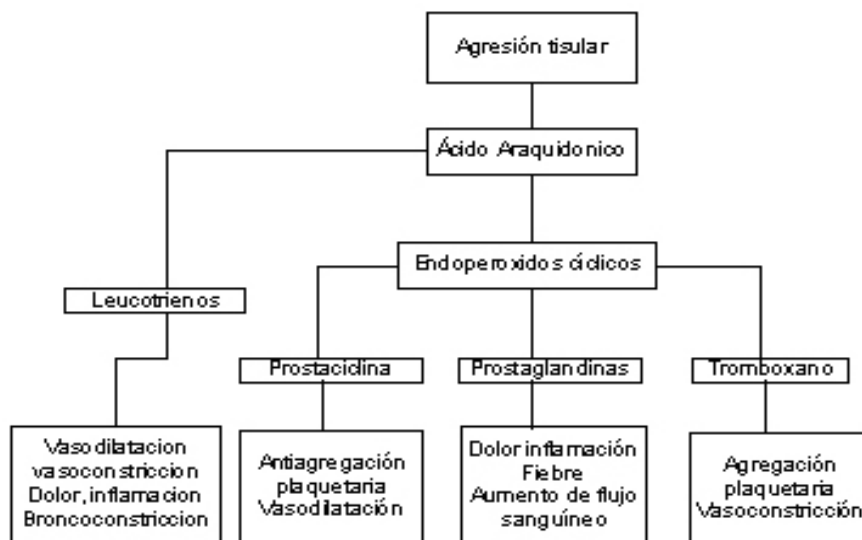 Agresión tisular
Ácido Araquidonico
Endoperoxidos cíclicos
Leucotrienos
Prostaciclina
Prostaglandinas
Tromboxano
Vasodilatacion
vasoconstriccion
Dolor, inflamacion
Broncoconstriccion
Antiagregación
plaquetaria
Vasodilatación
Dolor inflamación
Fiebre
Aumento de flujo
sanguíneo
Agregación
plaquetaria
Vasoconstricción